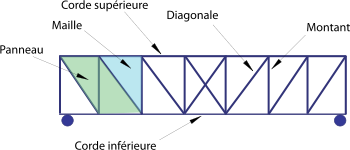 Corde supérieure
Maille
Diagonale
Montant
Panneau
Corde inférieure